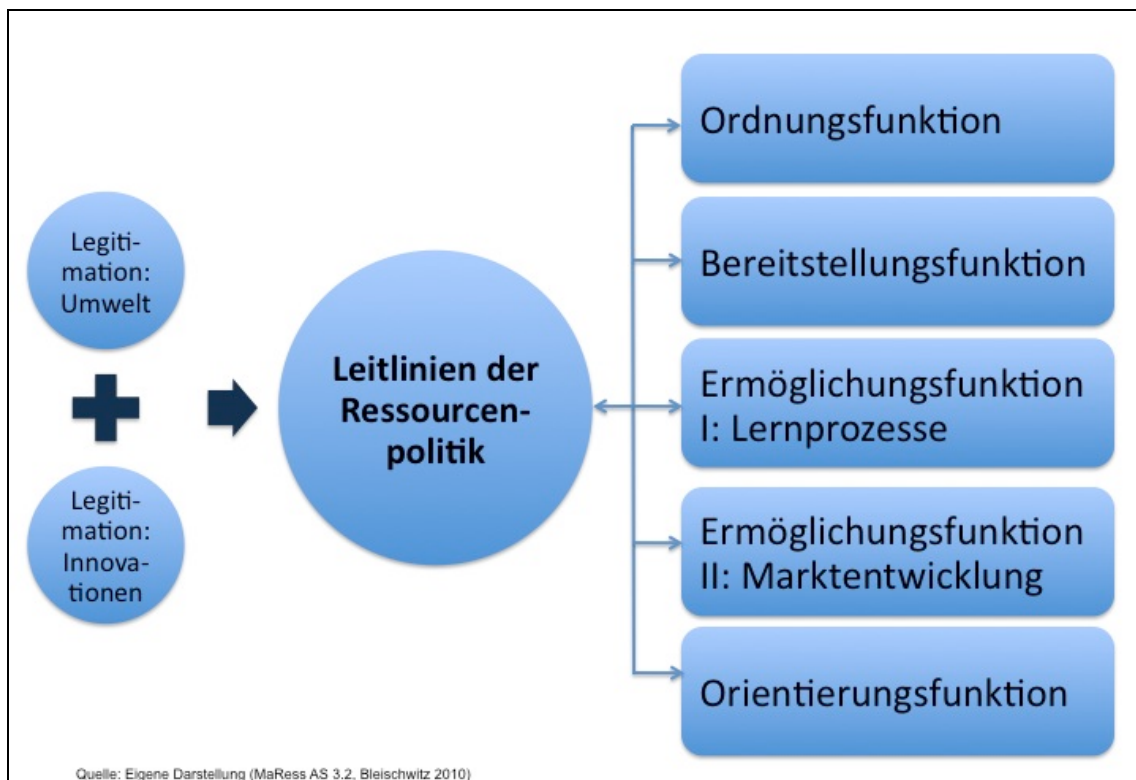 Legiti-
mation:
Umwelt
Legiti-
mation:
Innova-
tionen
Leitlinien der
Ressourcen-
politik
Ordnungsfunktion
Bereitstellungsfunktion
Ermöglichungsfunktion
I: Lernprozesse
Ermöglichungsfunktion
II: Marktentwicklung
Orientierungsfunktion
Quelle: Eigene Darstellung (MaRess AS 3.2, Bleischwitz 2010)